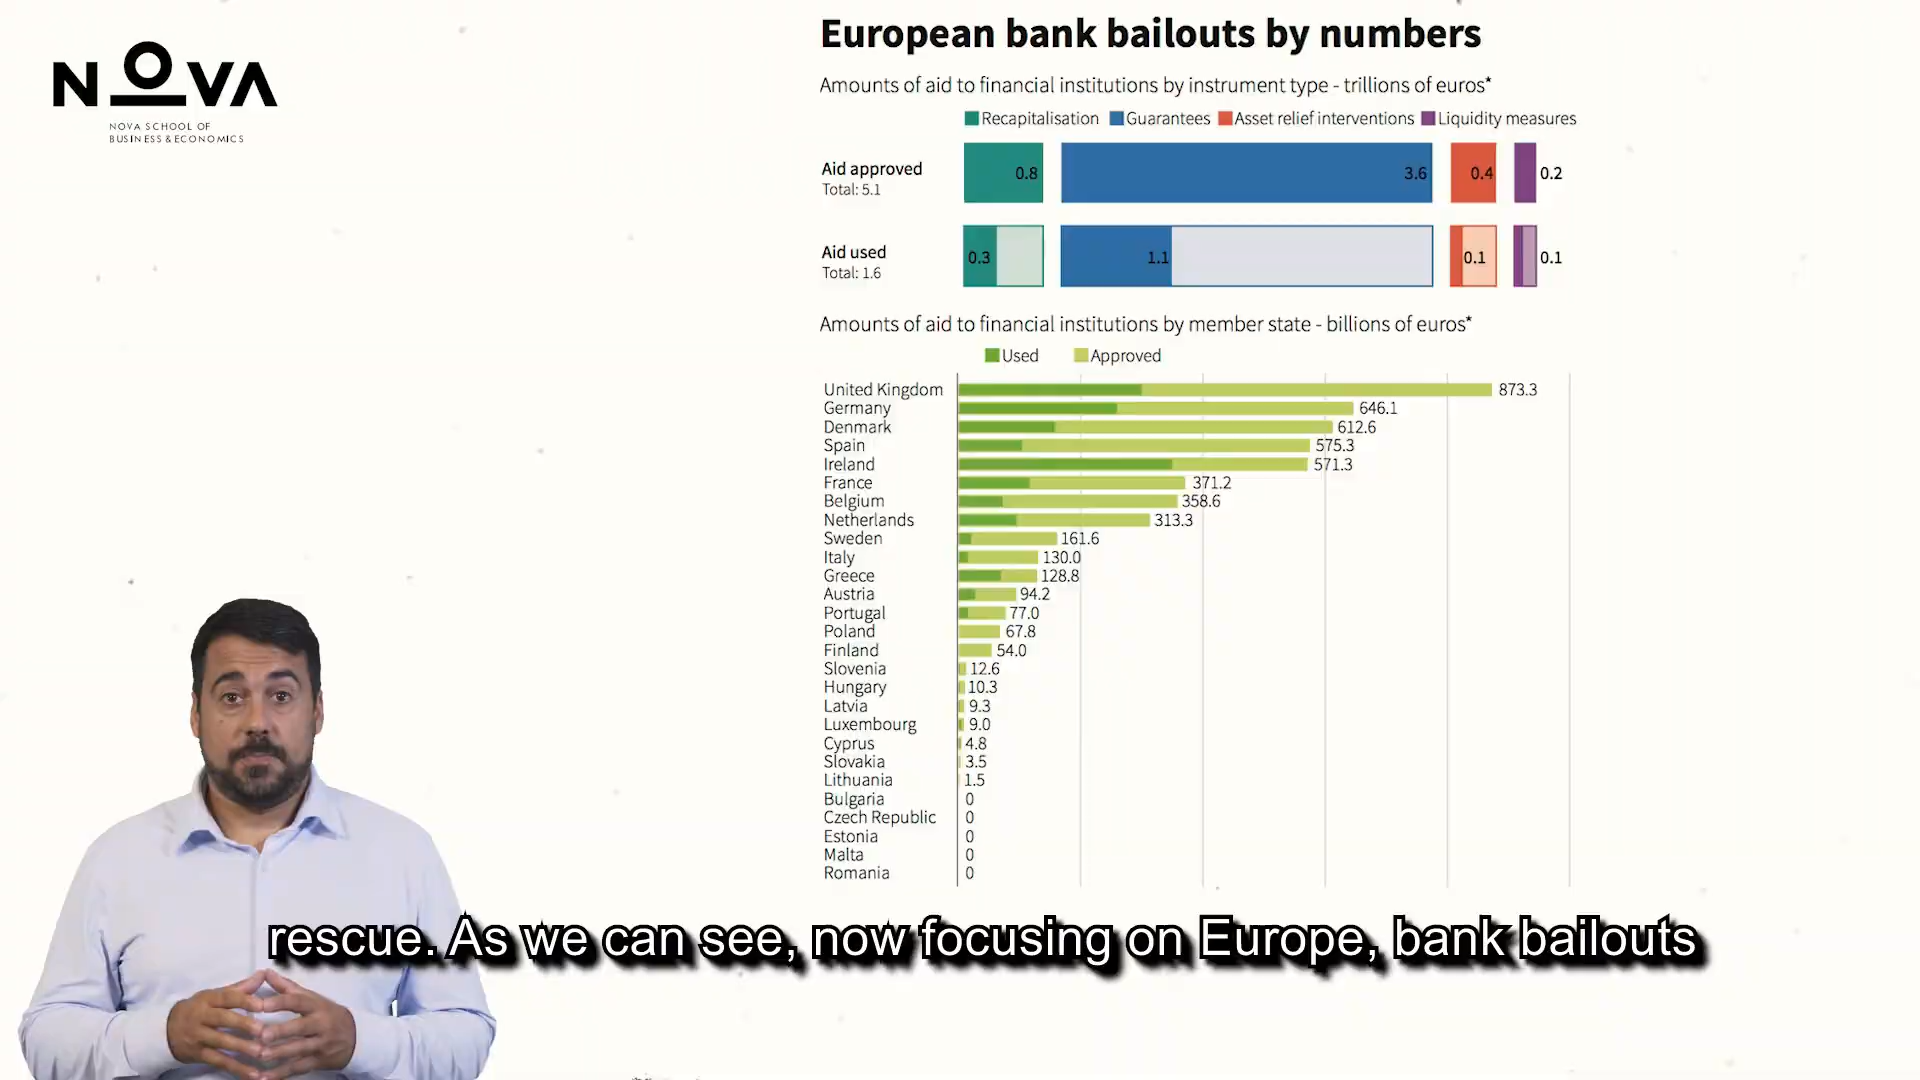 NOVA
NOVA SCHOOL OF
BUSINESS & ECONOMICS
European bank bailouts by numbers
Amounts of aid to financial institutions by instrument type - trillions of euros*
Recapitalisation Guarantees Asset relief interventions Liquidity measures
Aid approved
Total: 5.1
0.8 3.6 0.4 0.2
Aid used
Total: 1.6
0.3 1.1 0.1 0.1
Amounts of aid to financial institutions by member state - billions of euros*
Used Approved
United Kingdom 873.3
Germany 646.1
Denmark 612.6
Spain 575.3
Ireland 571.3
France 371.2
Belgium 358.6
Netherlands 313.3
Sweden 161.6
Italy 130.0
Greece 128.8
Austria 94.2
Portugal 77.0
Poland 67.8
Finland 54.0
Slovenia 12.6
Hungary 10.3
Latvia 9.3
Luxembourg 9.0
Cyprus 4.8
Slovakia 3.5
Lithuania 1.5
Bulgaria 0
Czech Republic 0
Estonia 0
Malta 0
Romania 0
rescue. As we can see, now focusing on Europe, bank bailouts